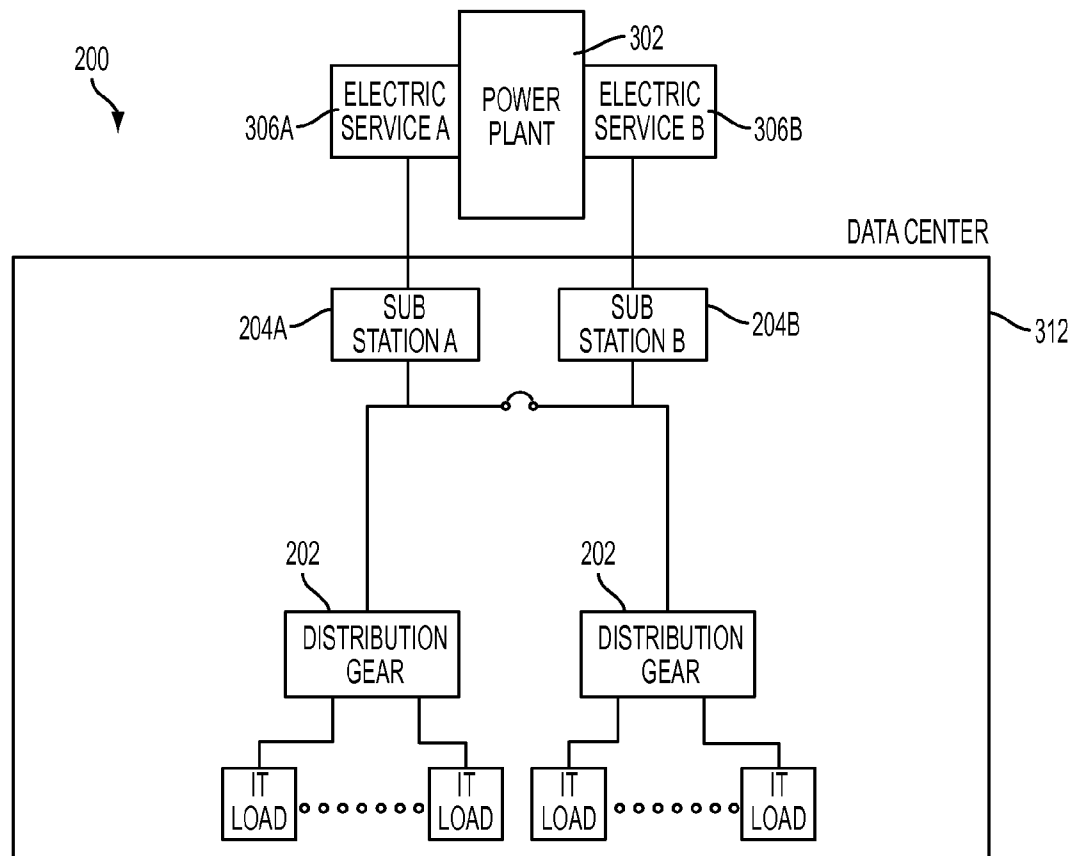 200
302
306A
ELECTRIC
SERVICE A
POWER
PLANT
ELECTRIC
SERVICE B
306B
DATA CENTER
204A
SUB
STATION A
SUB
STATION B
204B
312
202
202
DISTRIBUTION
GEAR
DISTRIBUTION
GEAR
IT
LOAD
IT
LOAD
IT
LOAD
IT
LOAD